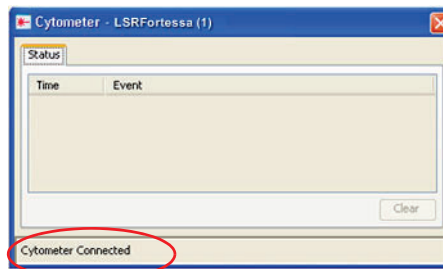 Cytometer - LSRFortessa (1)
Status
Time Event
Clear
Cytometer Connected